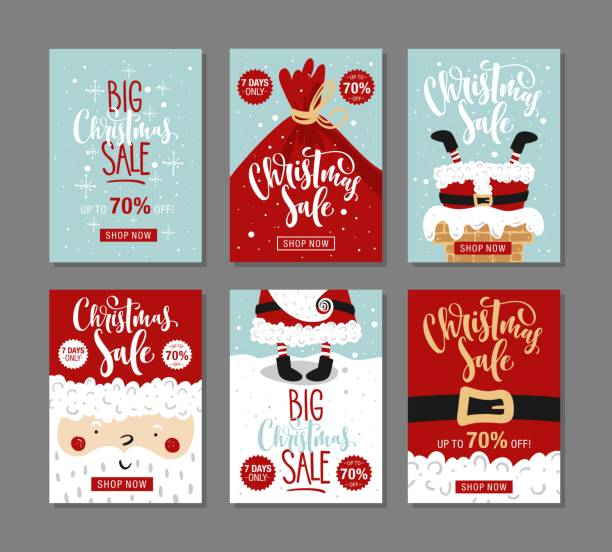 BIG
Christmas
SALE
UP TO 70% OFF!
SHOP NOW
7 DAYS
ONLY
UP TO
70%
OFF
Christmas
Sale
SHOP NOW
Christmas
Sale
SHOP NOW
Christmas
Sale
7 DAYS
ONLY
UP TO
70%
OFF
SHOP NOW
BIG
Christmas
SALE
7 DAYS
ONLY
UP TO
70%
OFF
Christmas
Sale
UP TO 70% OFF!
SHOP NOW